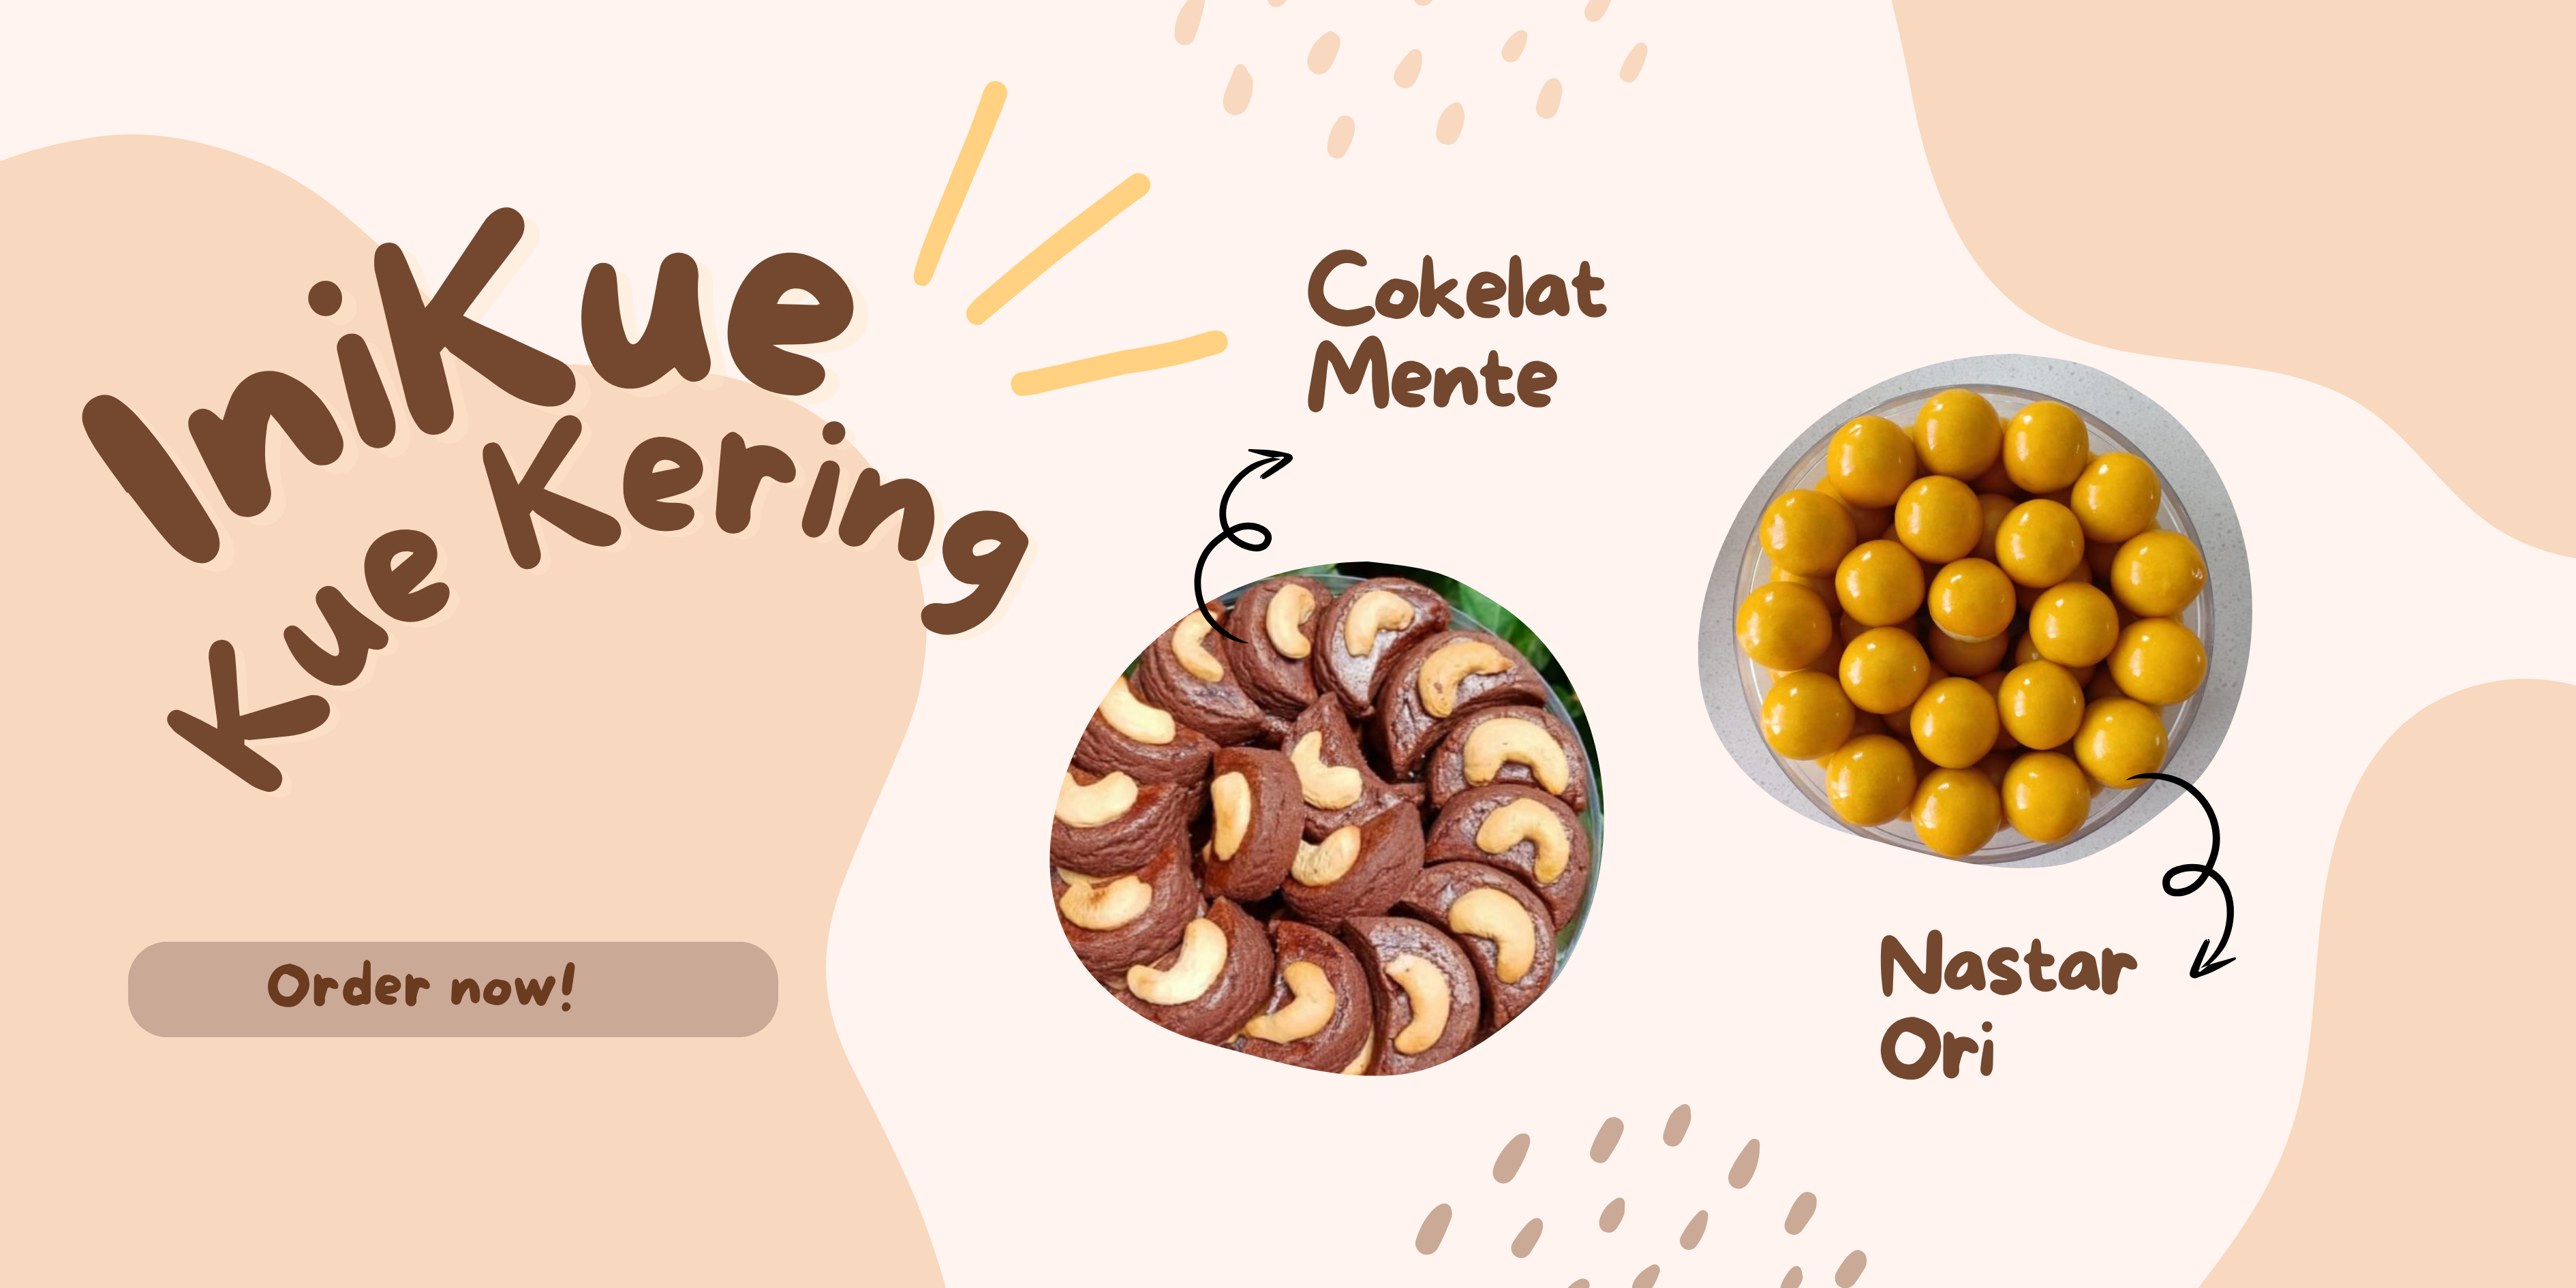 IniKue
Kue Kering
Order now!
Cokelat
Mente
Nastar
Ori